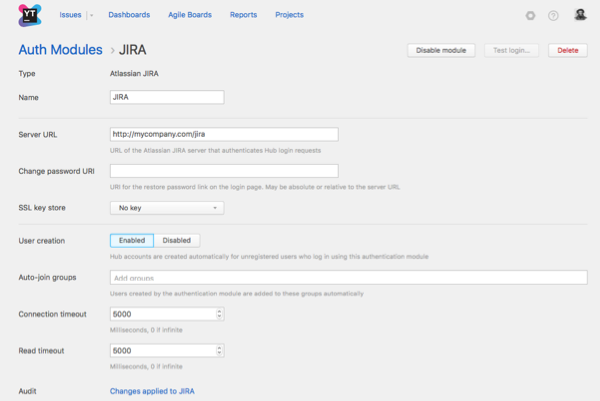 YT
Issues
Dashboards
Agile Boards
Reports
Projects
Auth Modules › JIRA
Disable module
Test login...
Delete
Type
Atlassian JIRA
Name
JIRA
Server URL
http://mycompany.com/jira
URL of the Atlassian JIRA server that authenticates Hub login requests
Change password URI
URI for the restore password link on the login page. May be absolute or relative to the server URL
SSL key store
No key
User creation
Enabled
Disabled
Hub accounts are created automatically for unregistered users who log in using this authentication module
Auto-join groups
Add groups
Users created by the authentication module are added to these groups automatically
Connection timeout
5000
Milliseconds, 0 if infinite
Read timeout
5000
Milliseconds, 0 if infinite
Audit
Changes applied to JIRA